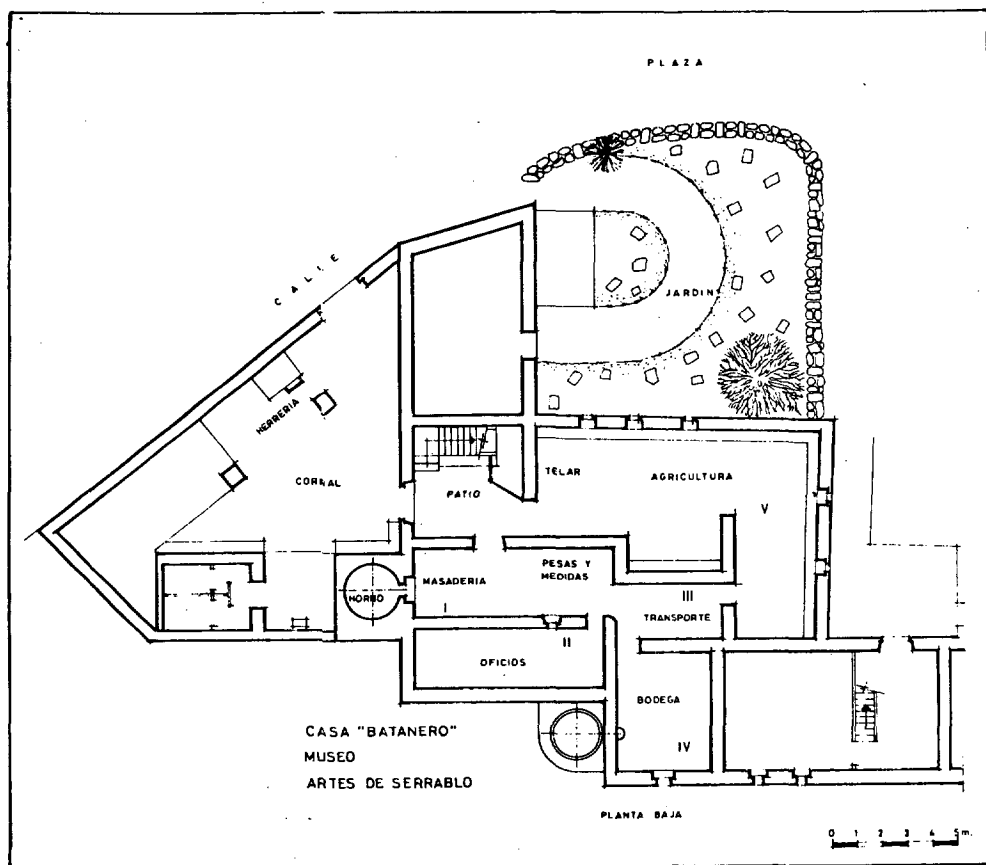 PLAZA
CALLE
JARDIN
HERRERIA
CORRAL
PATIO
TELAR
AGRICULTURA
V
MASADERIA
PESAS Y
MEDIDAS
HORNO
I
III
TRANSPORTE
II
OFICIOS
BODEGA
IV
CASA "BATANERO"
MUSEO
ARTES DE SERRABLO
PLANTA BAJA
0 1 2 3 4 5 m.